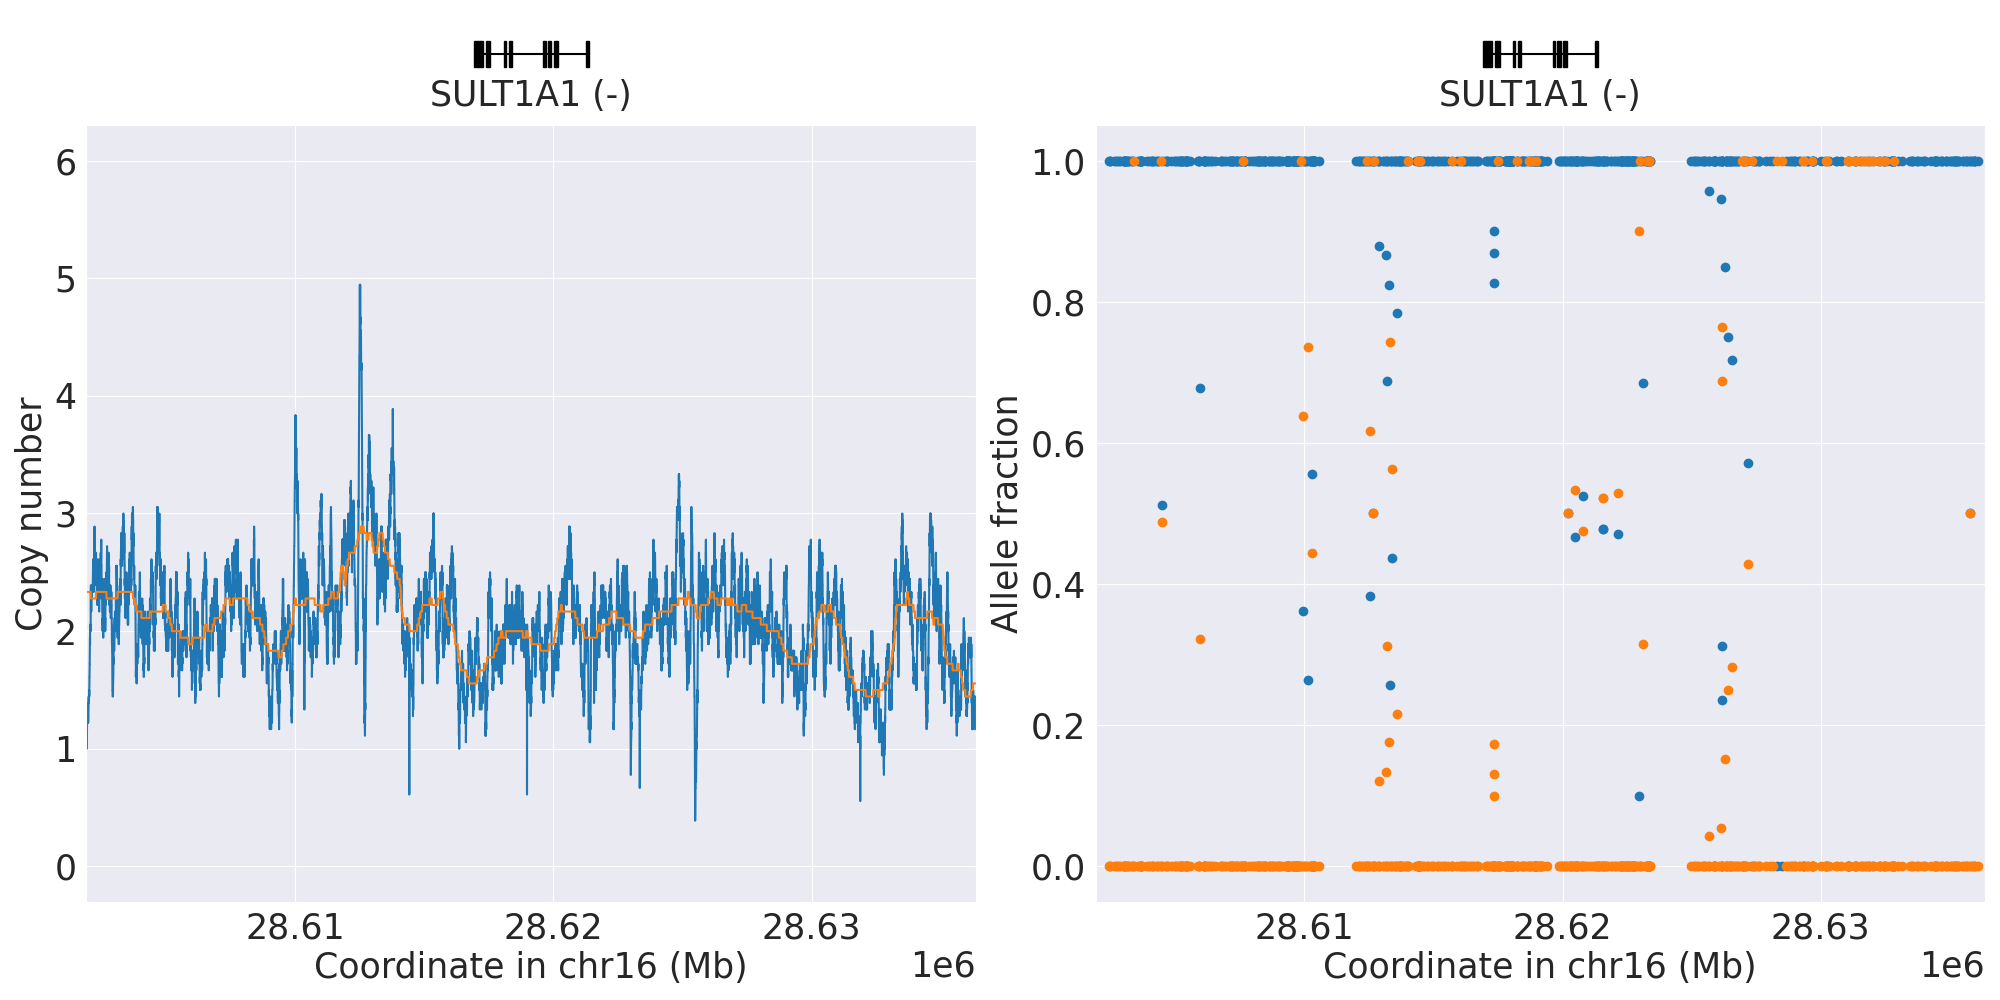 SULT1A1 (-)
Copy number
6
5
4
3
2
1
0
28.61
28.62
28.63
Coordinate in chr16 (Mb)
1e6
SULT1A1 (-)
Allele fraction
1.0
0.8
0.6
0.4
0.2
0.0
28.61
28.62
28.63
Coordinate in chr16 (Mb)
1e6